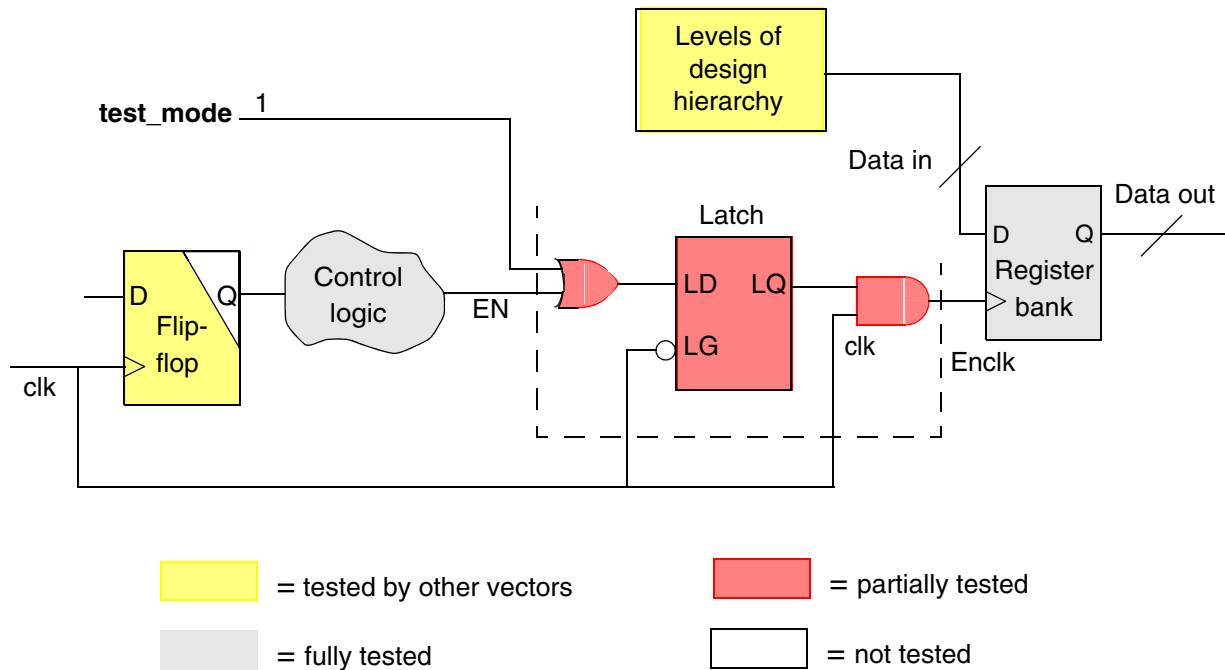 Levels of
design
hierarchy
test_mode
1
Data in
Data out
Latch
D
Q
Flip-
flop
clk
Control
logic
EN
LD
LQ
LG
clk
Enclk
D
Q
Register
bank
= tested by other vectors
= partially tested
= fully tested
= not tested